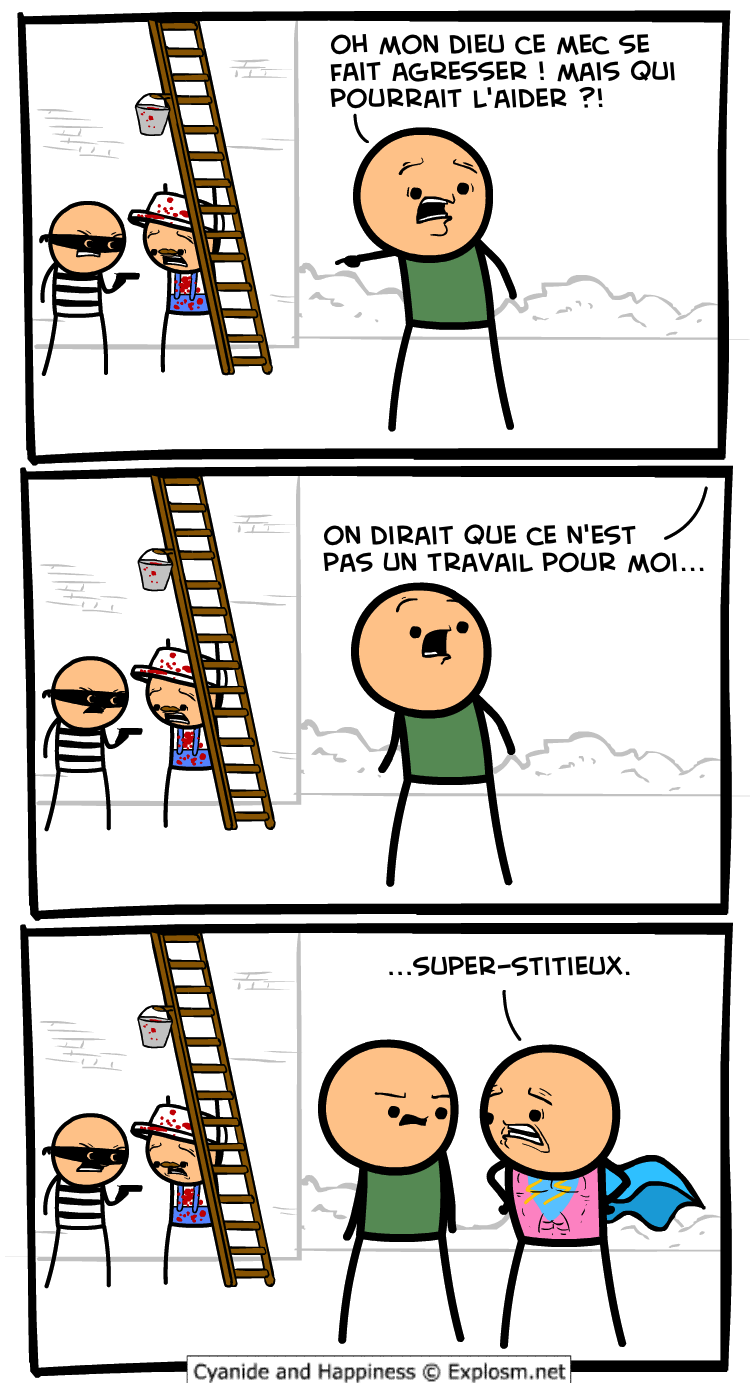 OH MON DIEU CE MEC SE
FAIT AGRESSER ! MAIS QUI
POURRAIT L'AIDER ?!
ON DIRAIT QUE CE N'EST
PAS UN TRAVAIL POUR MOI...
...SUPER-STITIEUX.
Cyanide and Happiness © Explosm.net